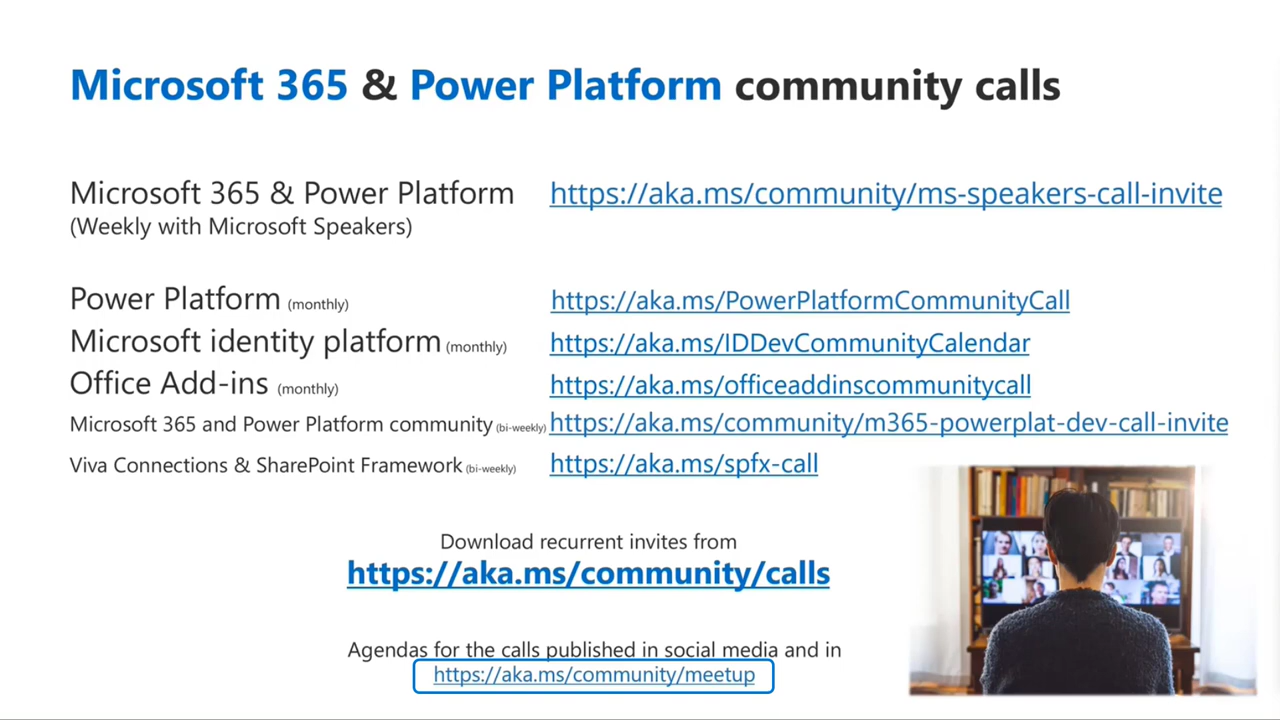 Microsoft 365 & Power Platform community calls
Microsoft 365 & Power Platform https://aka.ms/community/ms-speakers-call-invite
(Weekly with Microsoft Speakers)
Power Platform (monthly) https://aka.ms/PowerPlatformCommunityCall
Microsoft identity platform (monthly) https://aka.ms/IDDevCommunityCalendar
Office Add-ins (monthly) https://aka.ms/officeaddinscommunitycall
Microsoft 365 and Power Platform community (bi-weekly) https://aka.ms/community/m365-powerplat-dev-call-invite
Viva Connections & SharePoint Framework (bi-weekly) https://aka.ms/spfx-call
Download recurrent invites from
https://aka.ms/community/calls
Agendas for the calls published in social media and in
https://aka.ms/community/meetup